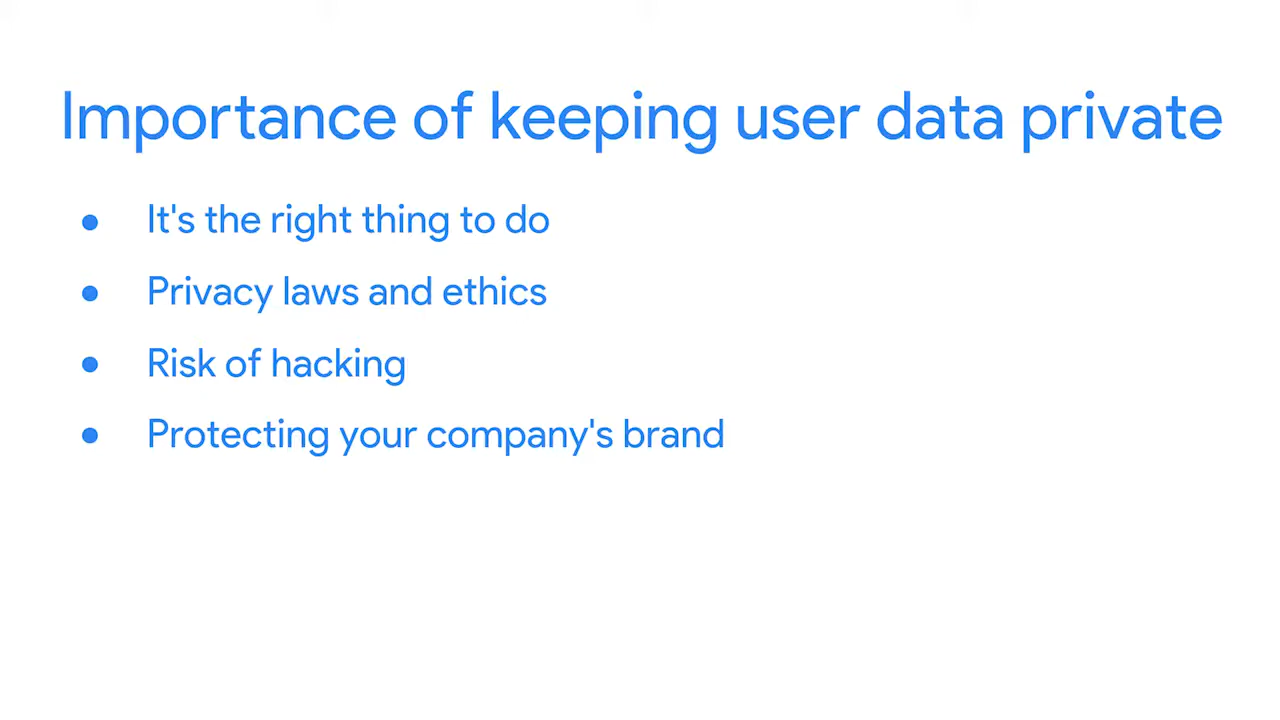 Importance of keeping user data private
● It's the right thing to do
● Privacy laws and ethics
● Risk of hacking
● Protecting your company's brand